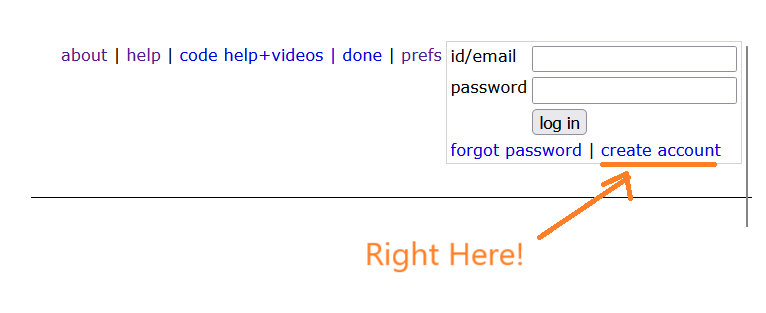 about | help | code help+videos | done | prefs
id/email
password
log in
forgot password | create account
Right Here!